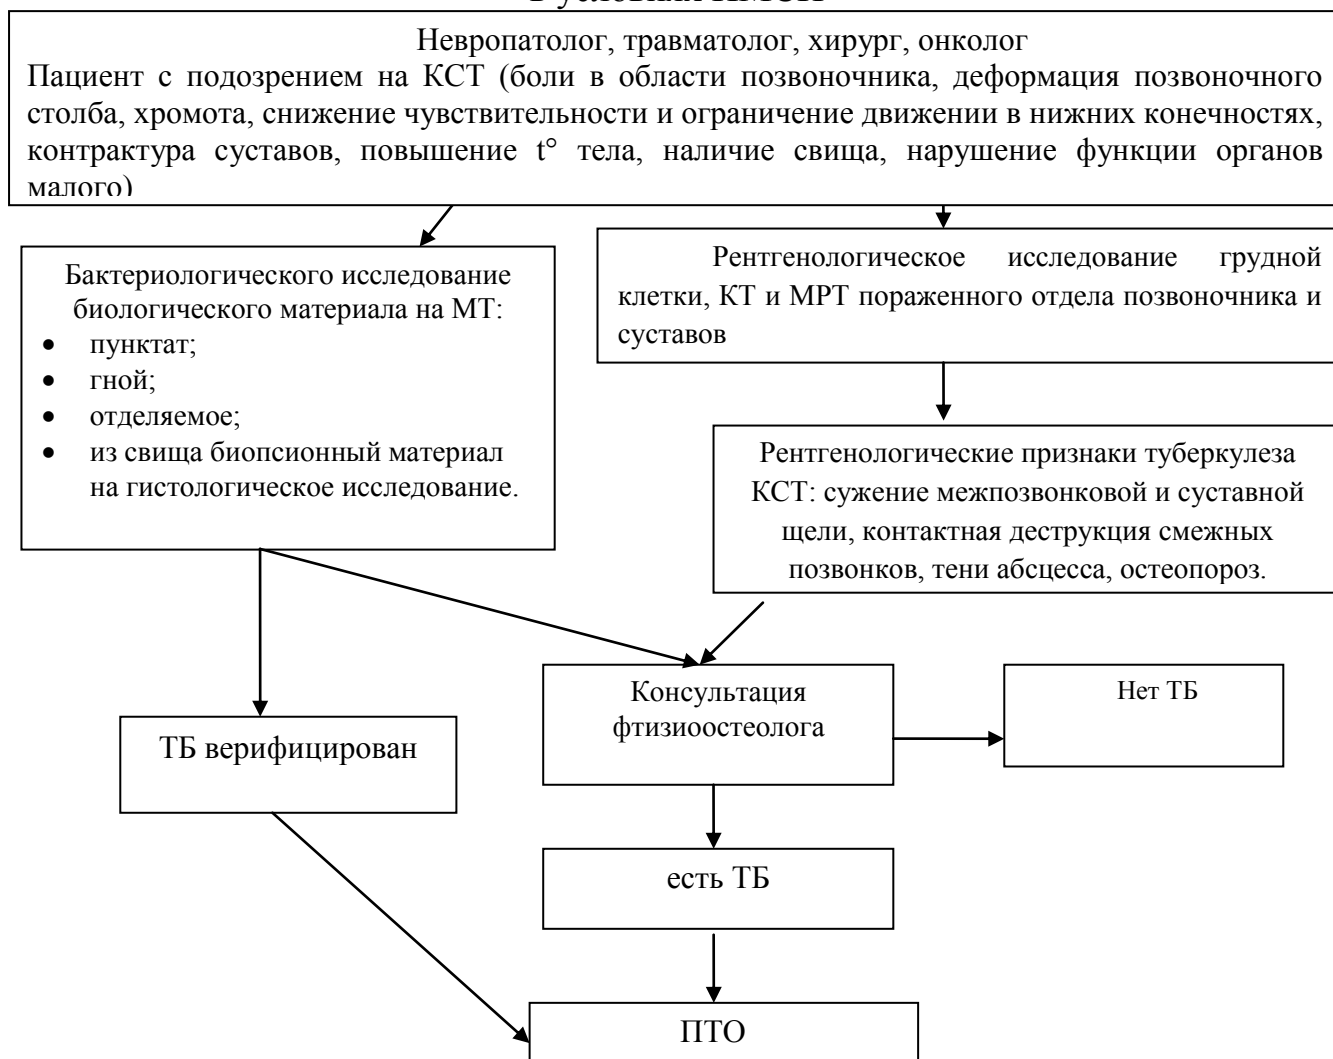 в условиях ПМСП
Невропатолог, травматолог, хирург, онколог
Пациент с подозрением на КСТ (боли в области позвоночника, деформация позвоночного
столба, хромота, снижение чувствительности и ограничение движении в нижних конечностях,
контрактура суставов, повышение t° тела, наличие свища, нарушение функции органов
малого)
Бактериологического исследование
биологического материала на МТ:
• пунктат;
• гной;
• отделяемое;
• из свища биопсионный материал
на гистологическое исследование.
Рентгенологическое исследование грудной
клетки, КТ и МРТ пораженного отдела позвоночника и
суставов
Рентгенологические признаки туберкулеза
КСТ: сужение межпозвонковой и суставной
щели, контактная деструкция смежных
позвонков, тени абсцесса, остеопороз.
Консультация
фтизиоостеолога
Нет ТБ
ТБ верифицирован
есть ТБ
ПТО